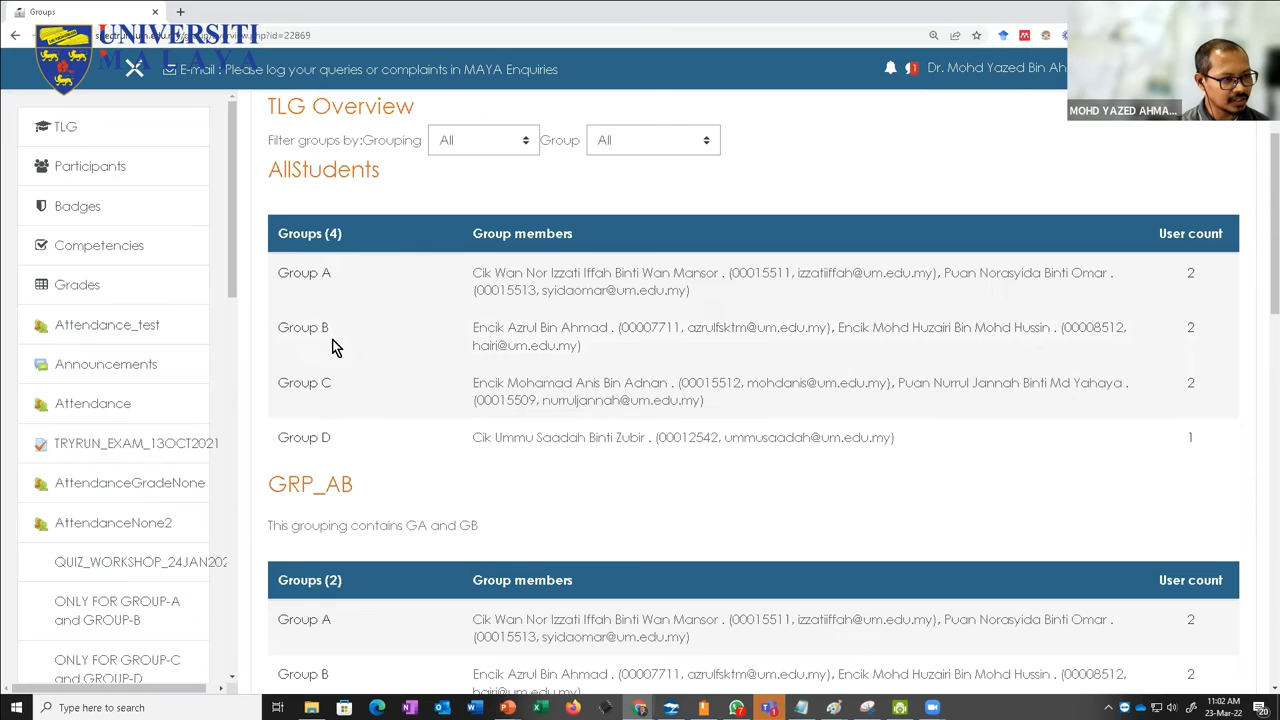 Groups
UNIVERSITI
MALAYA
.php?id=22869
E-mail : Please log your queries or complaints in MAYA Enquiries
1
Dr. Mohd Yazed Bin Ah
MOHD YAZED AHMA...
TLG
Participants
Badges
Competencies
Grades
Attendance_test
Announcements
Attendance
TRYRUN_EXAM_13OCT2021
AttendanceGradeNone
AttendanceNone2
QUIZ_WORKSHOP_24JAN202
ONLY FOR GROUP-A
and GROUP-B
ONLY FOR GROUP-C
and GROUP-D
TLG Overview
Filter groups by:Grouping All Group All
AllStudents
Groups (4) Group members User count
Group A Cik Wan Nor Izzati Iffah Binti Wan Mansor . (00015511, izzatiiffah@um.edu.my), Puan Norasyida Binti Omar . 2
(00015513, syidaomar@um.edu.my)
Group B Encik Azrul Bin Ahmad . (00007711, azrulfsktm@um.edu.my), Encik Mohd Huzairi Bin Mohd Hussin . (00008512, 2
hairi@um.edu.my)
Group C Encik Mohamad Anis Bin Adnan . (00015512, mohdanis@um.edu.my), Puan Nurrul Jannah Binti Md Yahaya . 2
(00015509, nurruljannah@um.edu.my)
Group D Cik Ummu Saadah Binti Zubir . (00012542, ummusaadah@um.edu.my) 1
GRP_AB
This grouping contains GA and GB
Groups (2) Group members User count
Group A Cik Wan Nor Izzati Iffah Binti Wan Mansor . (00015511, izzatiiffah@um.edu.my), Puan Norasyida Binti Omar . 2
(00015513, syidaomar@um.edu.my)
Group B Encik Azrul Bin Ahmad . (00007711, azrulfsktm@um.edu.my), Encik Mohd Huzairi Bin Mohd Hussin . (00008512, 2
hairi@um.edu.my)
Type here to search
11:02 AM
23-Mar-22
20